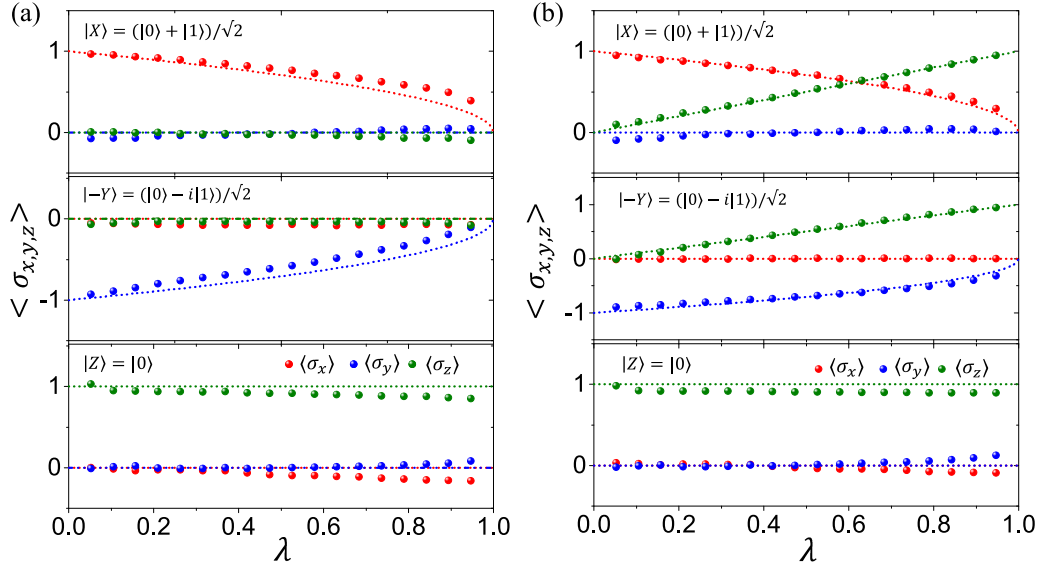 (a)
|X⟩ = (|0⟩ + |1⟩)/√2
1
0
|−Y⟩ = (|0⟩ − i|1⟩)/√2
0
-1
< σx,y,z >
|Z⟩ = |0⟩
⟨σx⟩ ⟨σy⟩ ⟨σz⟩
1
0
0.0 0.2 0.4 0.6 0.8 1.0
λ
(b)
|X⟩ = (|0⟩ + |1⟩)/√2
1
0
|−Y⟩ = (|0⟩ − i|1⟩)/√2
1
0
-1
< σx,y,z >
|Z⟩ = |0⟩
⟨σx⟩ ⟨σy⟩ ⟨σz⟩
1
0
0.0 0.2 0.4 0.6 0.8 1.0
λ